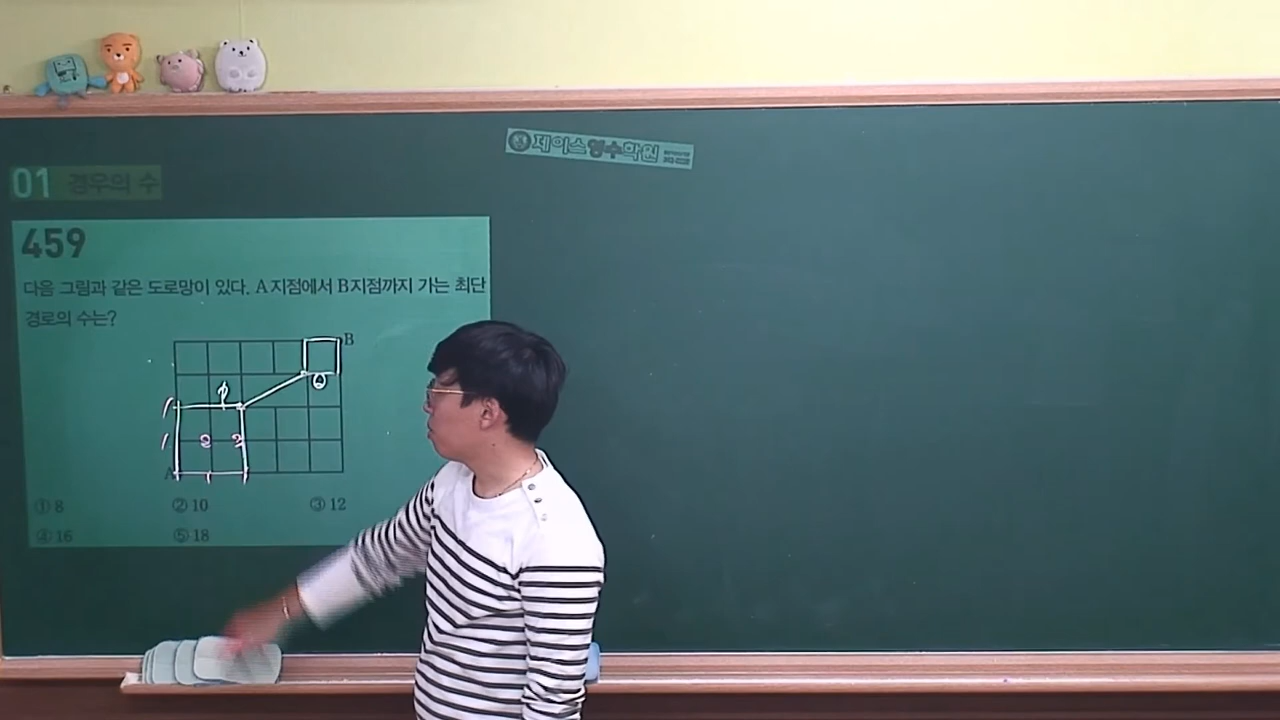 제이스영수학원
01 경우의 수
459
다음 그림과 같은 도로망이 있다. A지점에서 B지점까지 가는 최단
경로의 수는?
B
A
① 8 ② 10 ③ 12
④ 16 ⑤ 18